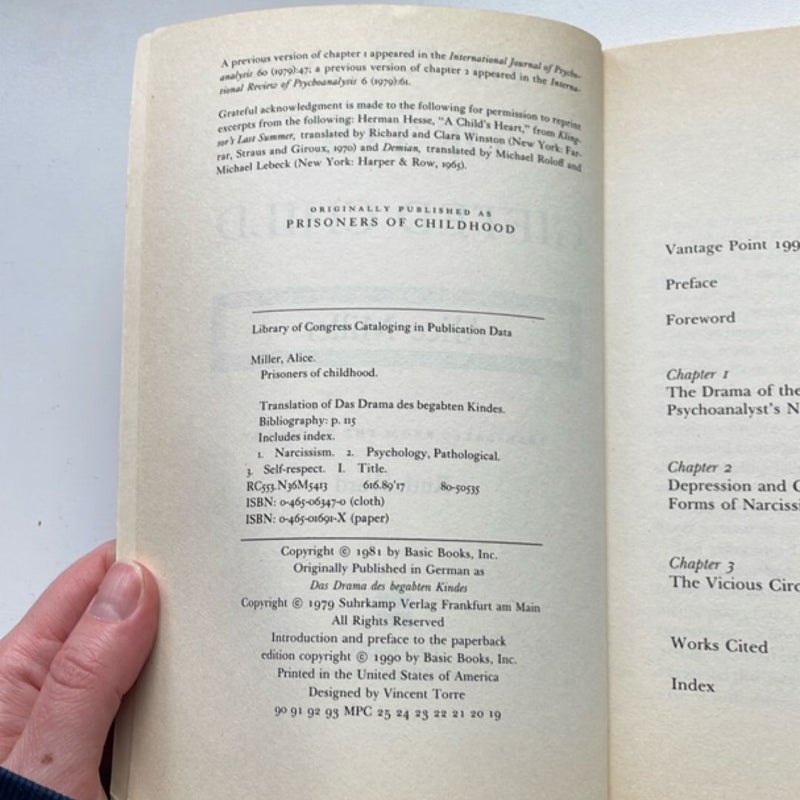 A previous version of chapter 1 appeared in the International Journal of Psycho-
analysis 60 (1979):47; a previous version of chapter 2 appeared in the Interna-
tional Review of Psychoanalysis 6 (1979):61.
Grateful acknowledgment is made to the following for permission to reprint
excerpts from the following: Herman Hesse, "A Child's Heart," from Kling-
sor's Last Summer, translated by Richard and Clara Winston (New York: Far-
rar, Straus and Giroux, 1970) and Demian, translated by Michael Roloff and
Michael Lebeck (New York: Harper & Row, 1965).
ORIGINALLY PUBLISHED AS
PRISONERS OF CHILDHOOD
Library of Congress Cataloging in Publication Data
Miller, Alice.
Prisoners of childhood.
Translation of Das Drama des begabten Kindes.
Bibliography: p. 115
Includes index.
1. Narcissism. 2. Psychology, Pathological.
3. Self-respect. I. Title.
RC553.N36M5413 616.89'17 80-50535
ISBN: 0-465-06347-0 (cloth)
ISBN: 0-465-01691-X (paper)
Copyright © 1981 by Basic Books, Inc.
Originally Published in German as
Das Drama des begabten Kindes
Copyright © 1979 Suhrkamp Verlag Frankfurt am Main
All Rights Reserved
Introduction and preface to the paperback
edition copyright © 1990 by Basic Books, Inc.
Printed in the United States of America
Designed by Vincent Torre
90 91 92 93 MPC 25 24 23 22 21 20 19
Vantage Point 199
Preface
Foreword
Chapter 1
The Drama of the
Psychoanalyst's N
Chapter 2
Depression and G
Forms of Narcissi
Chapter 3
The Vicious Circ
Works Cited
Index